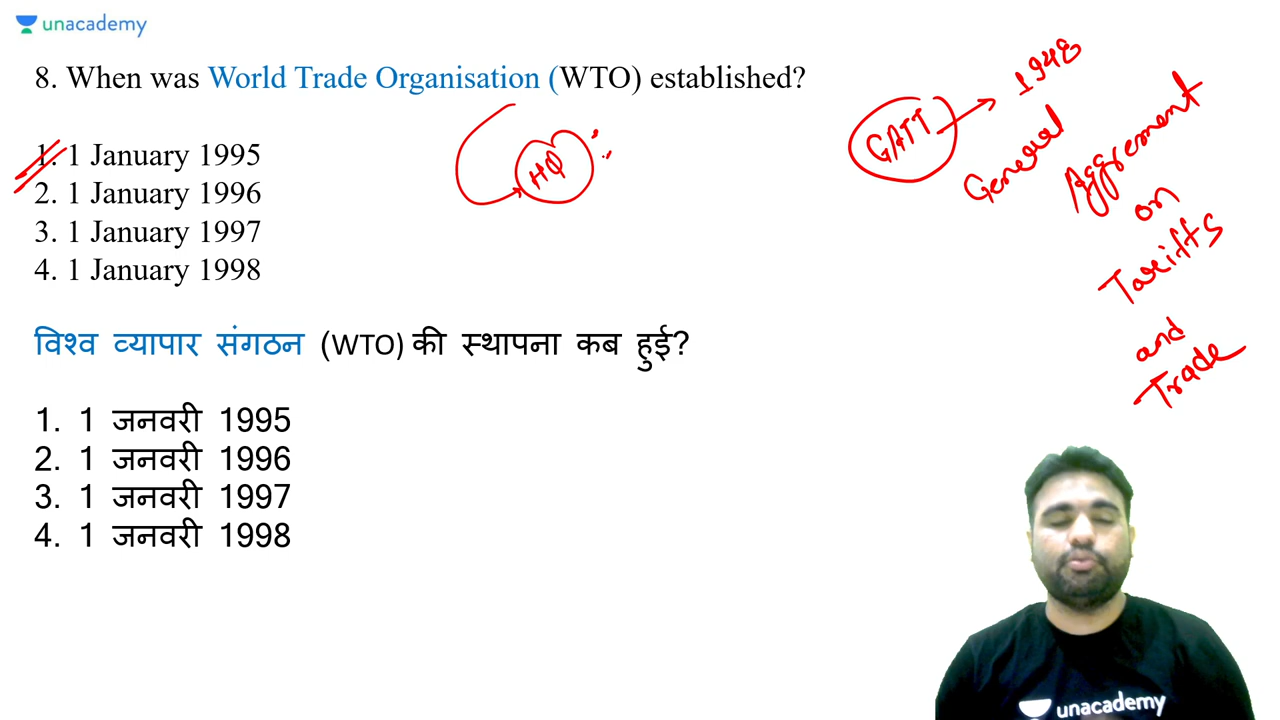 unacademy
8. When was World Trade Organisation (WTO) established?
1. 1 January 1995
2. 1 January 1996
3. 1 January 1997
4. 1 January 1998
HQ :-
GATT → 1948
General
Aggrement
on
Tariffs
and
Trade
विश्व व्यापार संगठन (WTO) की स्थापना कब हुई?
1. 1 जनवरी 1995
2. 1 जनवरी 1996
3. 1 जनवरी 1997
4. 1 जनवरी 1998
unacademy